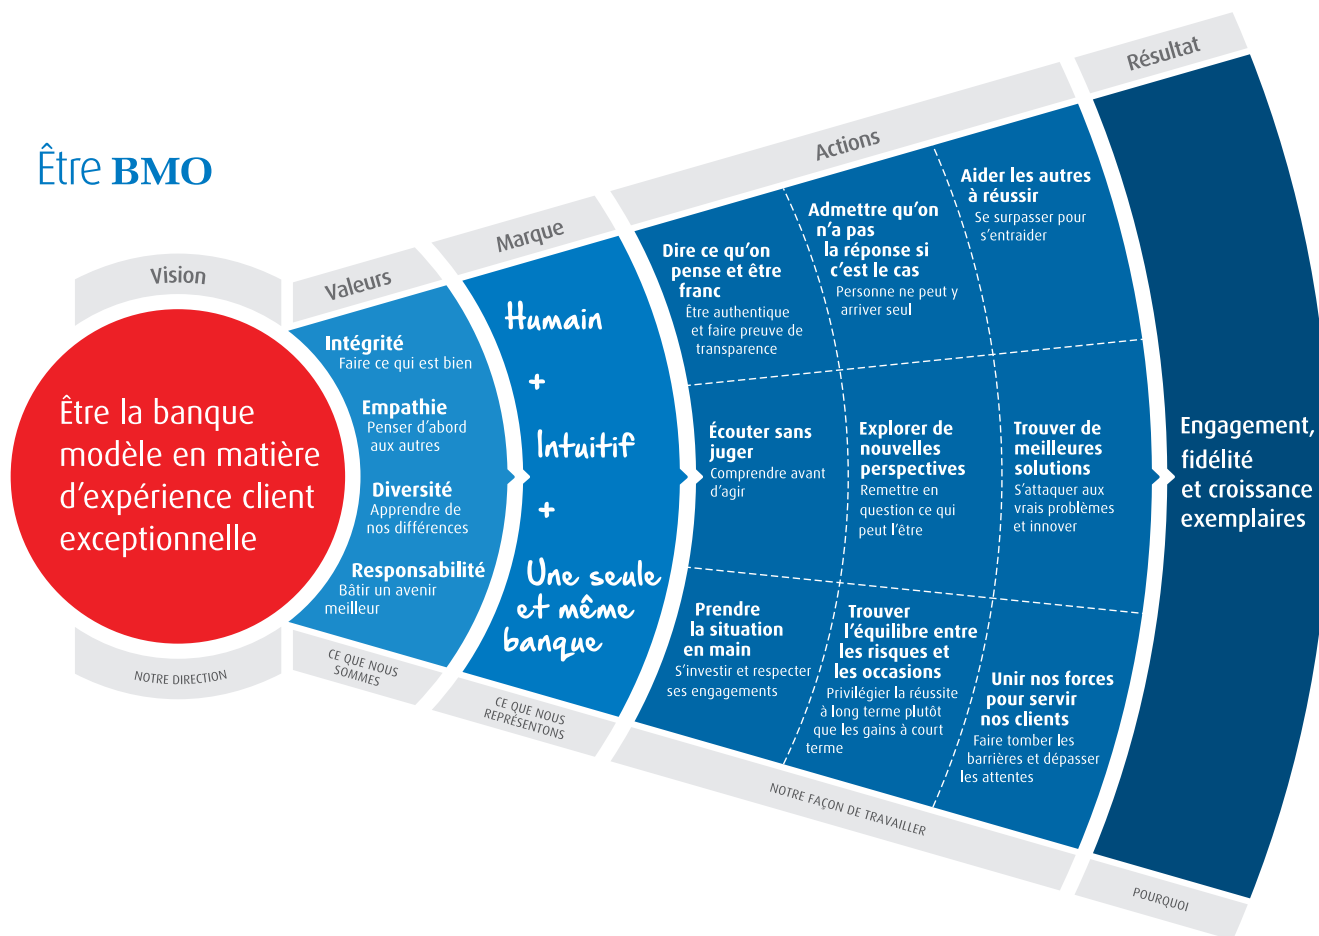 Être BMO
Vision
Être la banque
modèle en matière
d'expérience client
exceptionnelle
NOTRE DIRECTION
Valeurs
Intégrité
Faire ce qui est bien
Empathie
Penser d'abord
aux autres
Diversité
Apprendre de
nos différences
Responsabilité
Bâtir un avenir
meilleur
CE QUE NOUS
SOMMES
Marque
Humain
+
Intuitif
+
Une seule
et même
banque
CE QUE NOUS
REPRÉSENTONS
Actions
Dire ce qu'on
pense et être
franc
Être authentique
et faire preuve de
transparence
Admettre qu'on
n'a pas
la réponse si
c'est le cas
Personne ne peut y
arriver seul
Aider les autres
à réussir
Se surpasser pour
s'entraider
Écouter sans
juger
Comprendre avant
d'agir
Explorer de
nouvelles
perspectives
Remettre en
question ce qui
peut l'être
Trouver de
meilleures
solutions
S'attaquer aux
vrais problèmes
et innover
Prendre
la situation
en main
S'investir et respecter
ses engagements
Trouver
l'équilibre entre
les risques et
les occasions
Privilégier la réussite
à long terme plutôt
que les gains à court
terme
Unir nos forces
pour servir
nos clients
Faire tomber les
barrières et dépasser
les attentes
NOTRE FAÇON DE TRAVAILLER
Résultat
Engagement,
fidélité
et croissance
exemplaires
POURQUOI